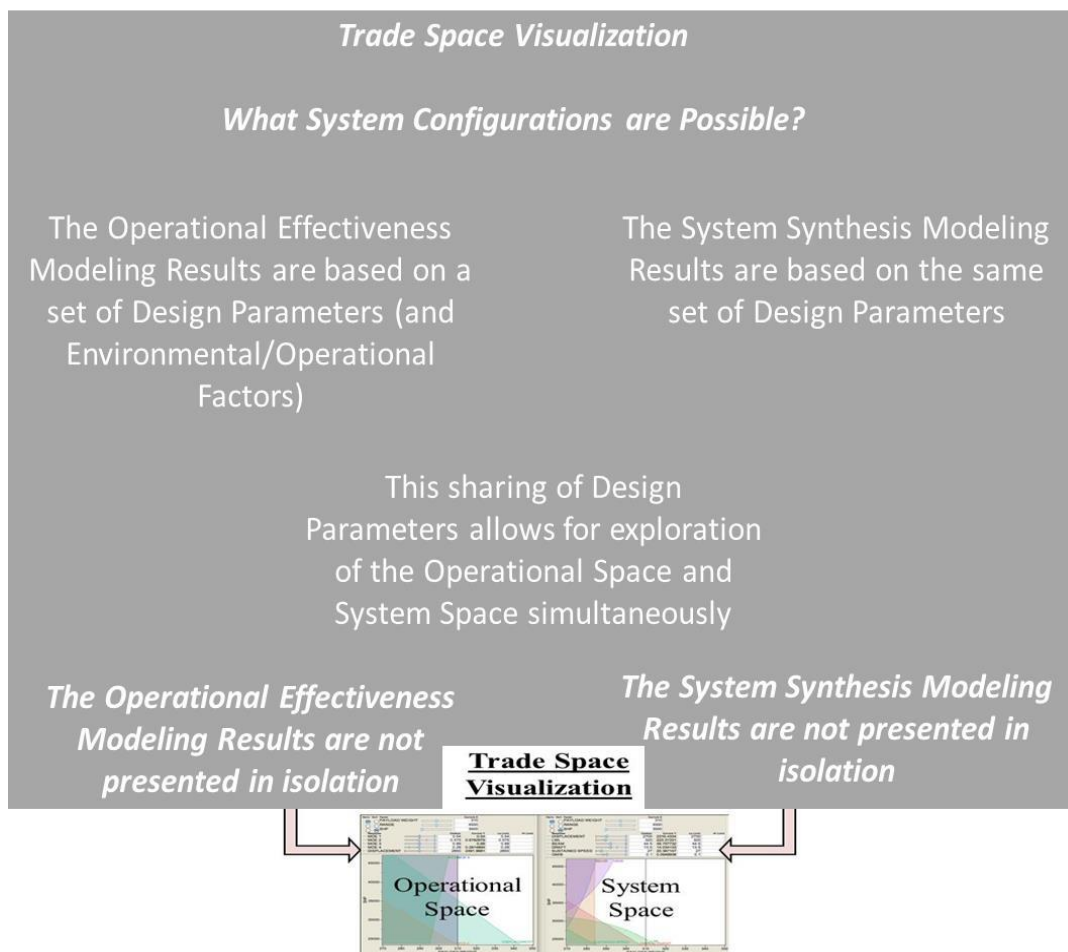 Trade Space Visualization
What System Configurations are Possible?
The Operational Effectiveness
Modeling Results are based on a
set of Design Parameters (and
Environmental/Operational
Factors)
The System Synthesis Modeling
Results are based on the same
set of Design Parameters
This sharing of Design
Parameters allows for exploration
of the Operational Space and
System Space simultaneously
The Operational Effectiveness
Modeling Results are not
presented in isolation
The System Synthesis Modeling
Results are not presented in
isolation
Trade Space
Visualization
Operational
Space
System
Space